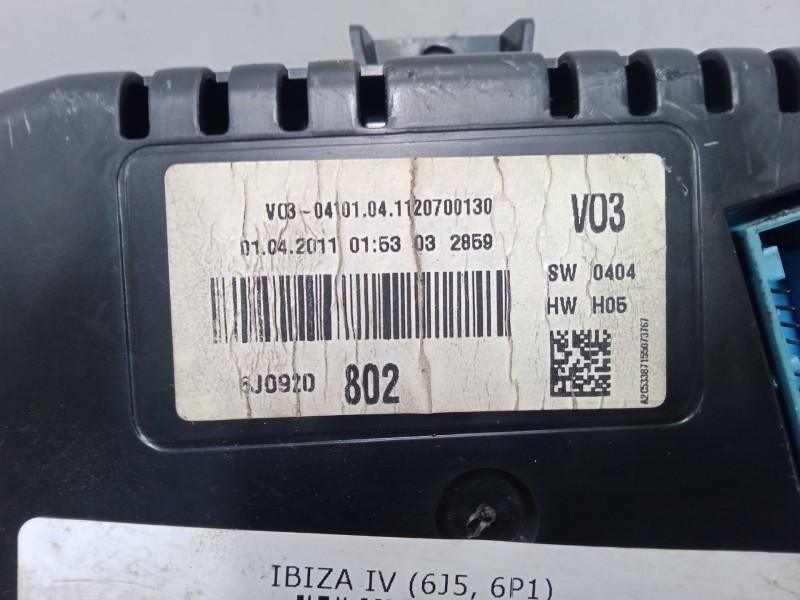 V03-04101.04.1120700130
V03
01.04.2011 01:53 03 2859
SW 0404
HW H05
6J0920 802
A2C53387155073767
IBIZA IV (6J5, 6P1)